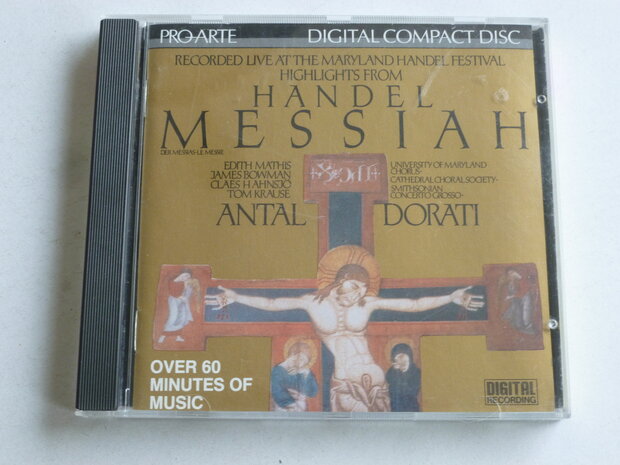 PRO-ARTE DIGITAL COMPACT DISC
RECORDED LIVE AT THE MARYLAND HANDEL FESTIVAL
HIGHLIGHTS FROM
HANDEL
MESSIAH
DER MESSIAS·LE MESSIE
EDITH MATHIS
JAMES BOWMAN
CLAES H AHNSJÖ
TOM KRAUSE
UNIVERSITY OF MARYLAND
CHORUS·
CATHEDRAL CHORAL SOCIETY·
SMITHSONIAN
CONCERTO GROSSO·
ANTAL DORATI
OVER 60
MINUTES OF
MUSIC
DIGITAL
RECORDING